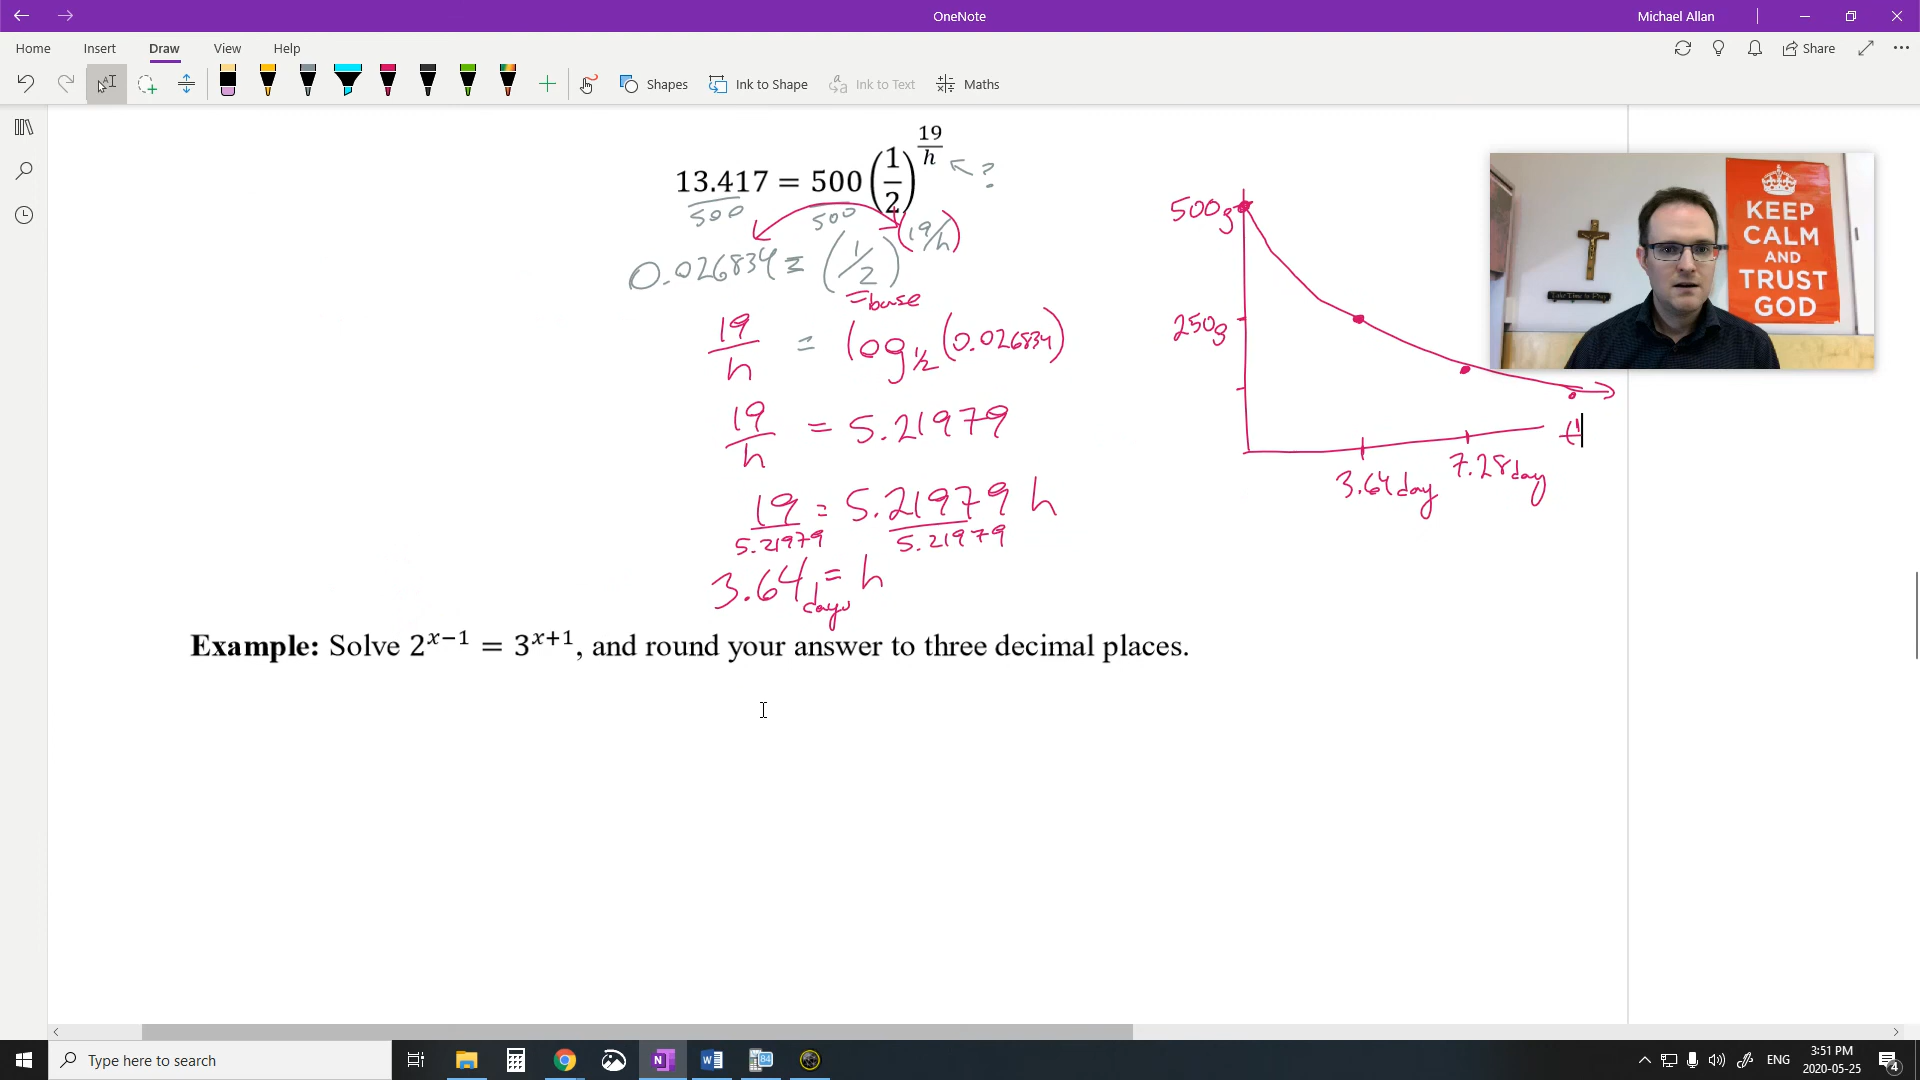 OneNote
Michael Allan
Home Insert Draw View Help
Share
Shapes Ink to Shape Ink to Text Maths
13.417 = 500 (1/2)^(19/h) ← ?
500 500
0.026834 = (1/2)^(19/h)
= base
19/h = log_1/2 (0.026834)
19/h = 5.21979
19 = 5.21979 h
5.21979 5.21979
3.64 = h
days
500g
250g
3.64 day 7.28 day
KEEP
CALM
AND
TRUST
GOD
Example: Solve 2^(x−1) = 3^(x+1), and round your answer to three decimal places.
Type here to search
84
ENG
3:51 PM
2020-05-25
4